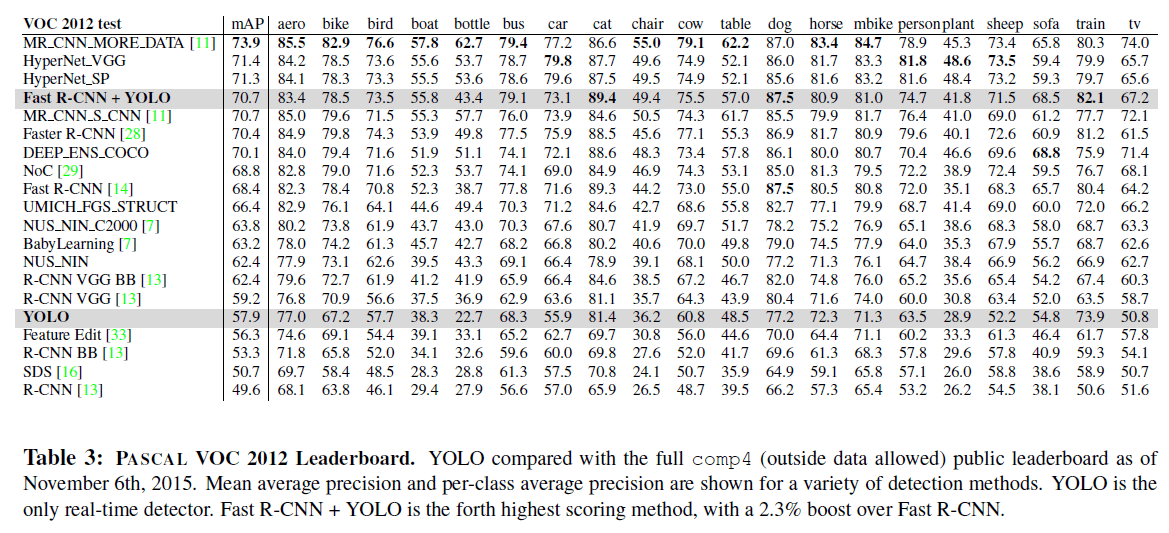 VOC 2012 test mAP aero bike bird boat bottle bus car cat chair cow table dog horse mbike person plant sheep sofa train tv
MR_CNN_MORE_DATA [11] 73.9 85.5 82.9 76.6 57.8 62.7 79.4 77.2 86.6 55.0 79.1 62.2 87.0 83.4 84.7 78.9 45.3 73.4 65.8 80.3 74.0
HyperNet_VGG 71.4 84.2 78.5 73.6 55.6 53.7 78.7 79.8 87.7 49.6 74.9 52.1 86.0 81.7 83.3 81.8 48.6 73.5 59.4 79.9 65.7
HyperNet_SP 71.3 84.1 78.3 73.3 55.5 53.6 78.6 79.6 87.5 49.5 74.9 52.1 85.6 81.6 83.2 81.6 48.4 73.2 59.3 79.7 65.6
Fast R-CNN + YOLO 70.7 83.4 78.5 73.5 55.8 43.4 79.1 73.1 89.4 49.4 75.5 57.0 87.5 80.9 81.0 74.7 41.8 71.5 68.5 82.1 67.2
MR_CNN_S_CNN [11] 70.7 85.0 79.6 71.5 55.3 57.7 76.0 73.9 84.6 50.5 74.3 61.7 85.5 79.9 81.7 76.4 41.0 69.0 61.2 77.7 72.1
Faster R-CNN [28] 70.4 84.9 79.8 74.3 53.9 49.8 77.5 75.9 88.5 45.6 77.1 55.3 86.9 81.7 80.9 79.6 40.1 72.6 60.9 81.2 61.5
DEEP_ENS_COCO 70.1 84.0 79.4 71.6 51.9 51.1 74.1 72.1 88.6 48.3 73.4 57.8 86.1 80.0 80.7 70.4 46.6 69.6 68.8 75.9 71.4
NoC [29] 68.8 82.8 79.0 71.6 52.3 53.7 74.1 69.0 84.9 46.9 74.3 53.1 85.0 81.3 79.5 72.2 38.9 72.4 59.5 76.7 68.1
Fast R-CNN [14] 68.4 82.3 78.4 70.8 52.3 38.7 77.8 71.6 89.3 44.2 73.0 55.0 87.5 80.5 80.8 72.0 35.1 68.3 65.7 80.4 64.2
UMICH_FGS_STRUCT 66.4 82.9 76.1 64.1 44.6 49.4 70.3 71.2 84.6 42.7 68.6 55.8 82.7 77.1 79.9 68.7 41.4 69.0 60.0 72.0 66.2
NUS_NIN_C2000 [7] 63.8 80.2 73.8 61.9 43.7 43.0 70.3 67.6 80.7 41.9 69.7 51.7 78.2 75.2 76.9 65.1 38.6 68.3 58.0 68.7 63.3
BabyLearning [7] 63.2 78.0 74.2 61.3 45.7 42.7 68.2 66.8 80.2 40.6 70.0 49.8 79.0 74.5 77.9 64.0 35.3 67.9 55.7 68.7 62.6
NUS_NIN 62.4 77.9 73.1 62.6 39.5 43.3 69.1 66.4 78.9 39.1 68.1 50.0 77.2 71.3 76.1 64.7 38.4 66.9 56.2 66.9 62.7
R-CNN VGG BB [13] 62.4 79.6 72.7 61.9 41.2 41.9 65.9 66.4 84.6 38.5 67.2 46.7 82.0 74.8 76.0 65.2 35.6 65.4 54.2 67.4 60.3
R-CNN VGG [13] 59.2 76.8 70.9 56.6 37.5 36.9 62.9 63.6 81.1 35.7 64.3 43.9 80.4 71.6 74.0 60.0 30.8 63.4 52.0 63.5 58.7
YOLO 57.9 77.0 67.2 57.7 38.3 22.7 68.3 55.9 81.4 36.2 60.8 48.5 77.2 72.3 71.3 63.5 28.9 52.2 54.8 73.9 50.8
Feature Edit [33] 56.3 74.6 69.1 54.4 39.1 33.1 65.2 62.7 69.7 30.8 56.0 44.6 70.0 64.4 71.1 60.2 33.3 61.3 46.4 61.7 57.8
R-CNN BB [13] 53.3 71.8 65.8 52.0 34.1 32.6 59.6 60.0 69.8 27.6 52.0 41.7 69.6 61.3 68.3 57.8 29.6 57.8 40.9 59.3 54.1
SDS [16] 50.7 69.7 58.4 48.5 28.3 28.8 61.3 57.5 70.8 24.1 50.7 35.9 64.9 59.1 65.8 57.1 26.0 58.8 38.6 58.9 50.7
R-CNN [13] 49.6 68.1 63.8 46.1 29.4 27.9 56.6 57.0 65.9 26.5 48.7 39.5 66.2 57.3 65.4 53.2 26.2 54.5 38.1 50.6 51.6
Table 3: PASCAL VOC 2012 Leaderboard. YOLO compared with the full comp4 (outside data allowed) public leaderboard as of
November 6th, 2015. Mean average precision and per-class average precision are shown for a variety of detection methods. YOLO is the
only real-time detector. Fast R-CNN + YOLO is the forth highest scoring method, with a 2.3% boost over Fast R-CNN.